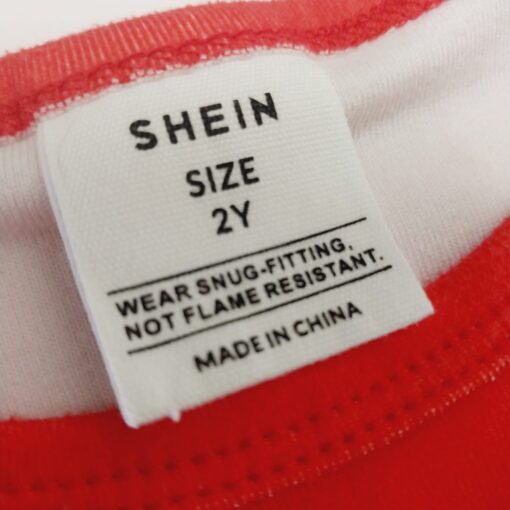 SHEIN
SIZE
2Y
WEAR SNUG-FITTING.
NOT FLAME RESISTANT.
MADE IN CHINA